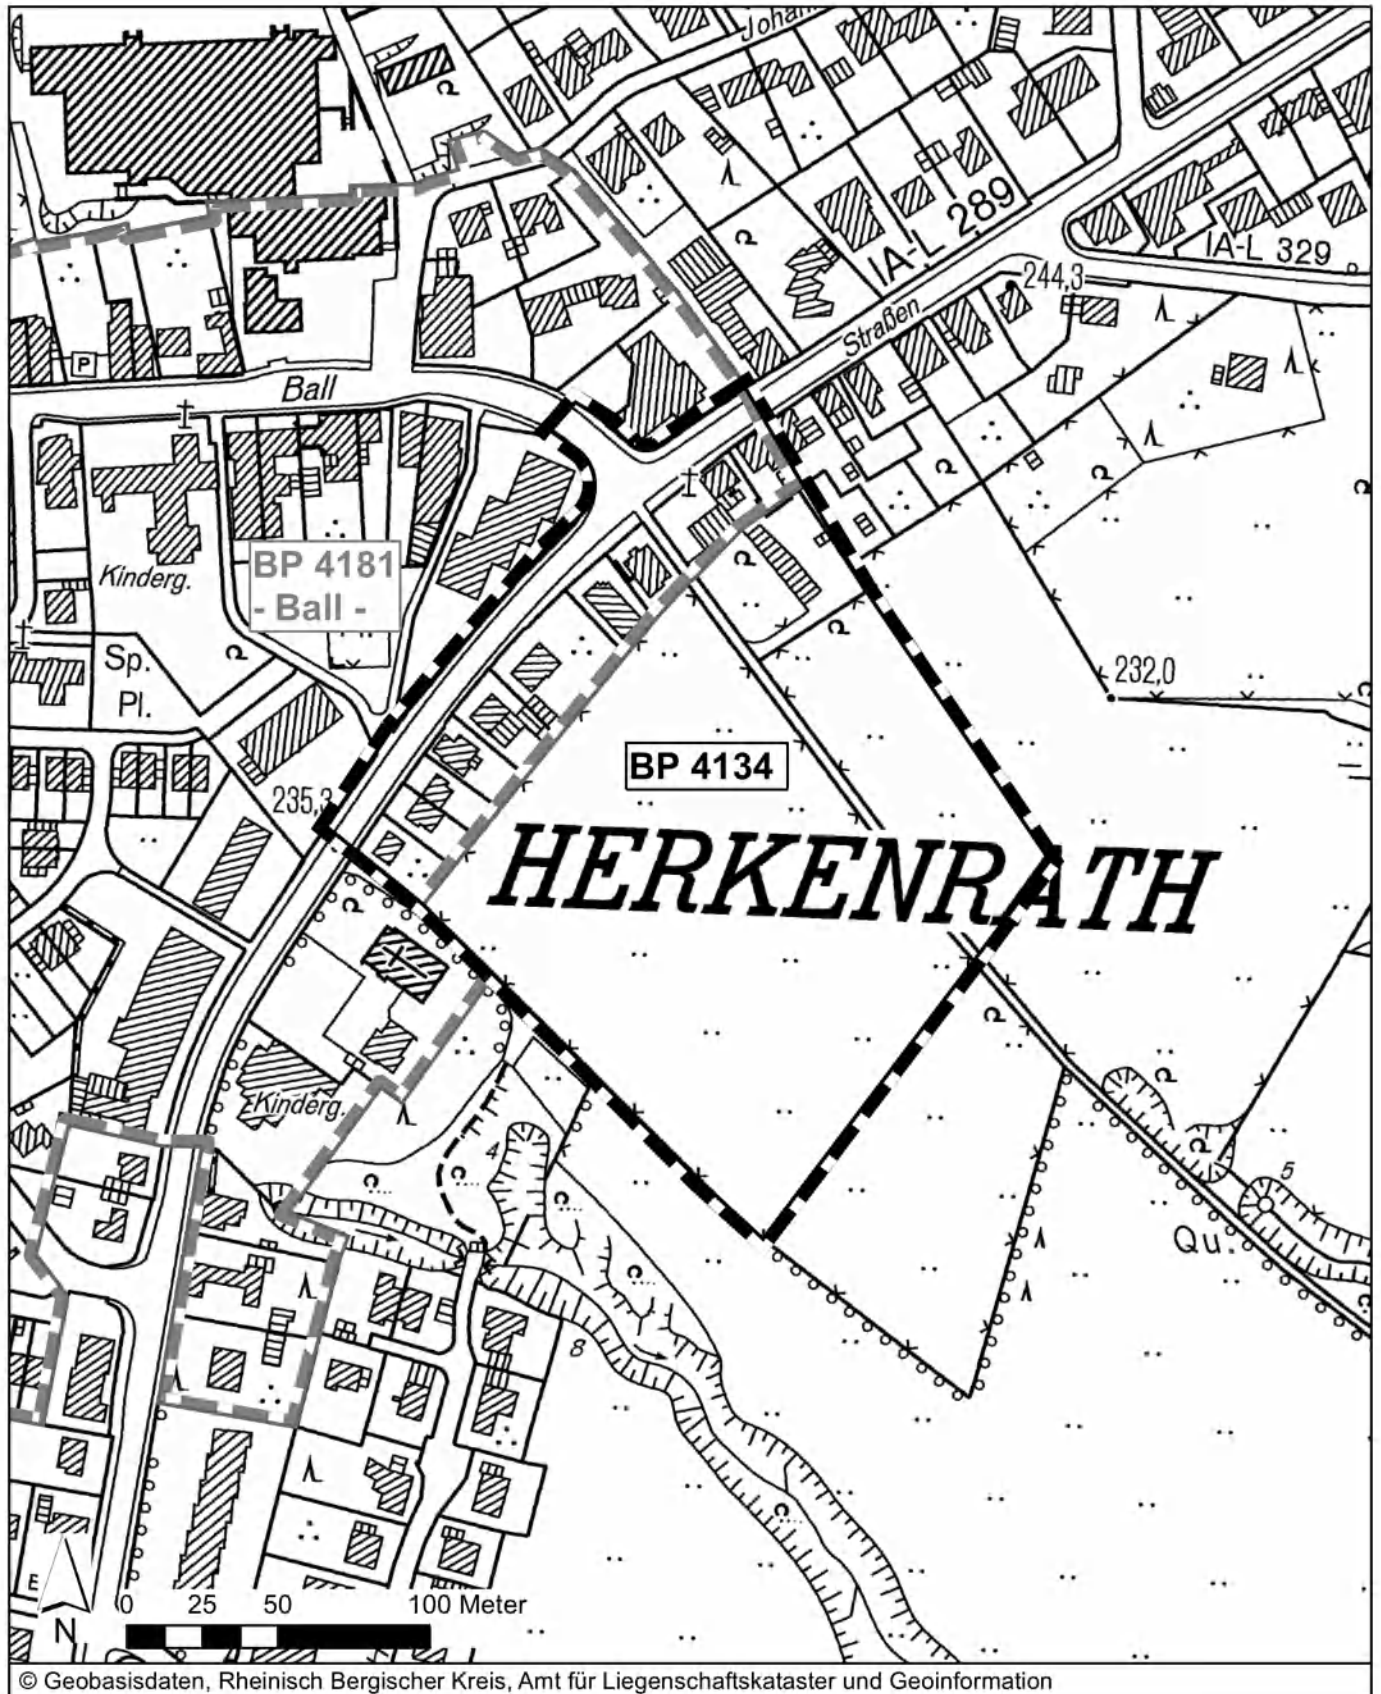 IA-L 289
IA-L 329
244,3
Straßen
P
Ball
Kinderg.
BP 4181
- Ball -
Sp.
Pl.
232,0
BP 4134
235,3
HERKENRATH
Kinderg.
4
5
Qu.
8
0 25 50 100 Meter
N
© Geobasisdaten, Rheinisch Bergischer Kreis, Amt für Liegenschaftskataster und Geoinformation